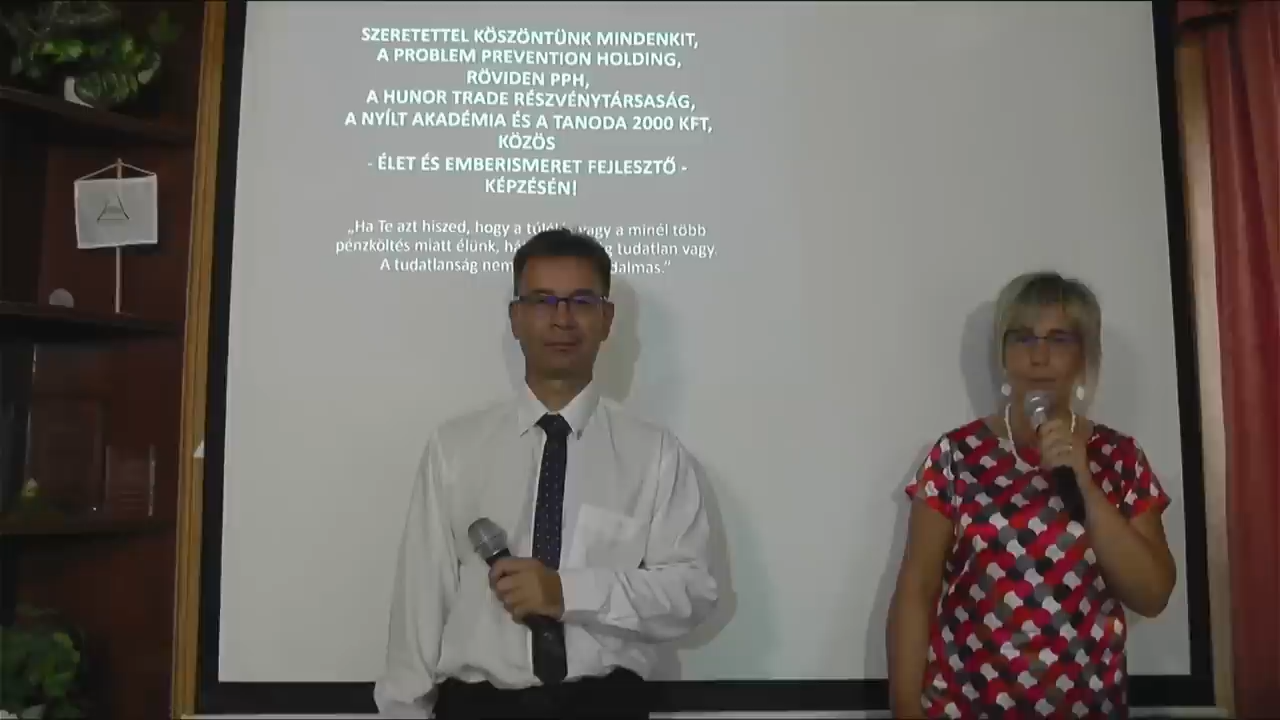 SZERETETTEL KÖSZÖNTÜNK MINDENKIT,
A PROBLEM PREVENTION HOLDING,
RÖVIDEN PPH,
A HUNOR TRADE RÉSZVÉNYTÁRSASÁG,
A NYÍLT AKADÉMIA ÉS A TANODA 2000 KFT,
KÖZÖS
- ÉLET ÉS EMBERISMERET FEJLESZTŐ -
KÉPZÉSÉN!
„Ha Te azt hiszed, hogy a vagy a minél több
pénzköltés miatt élünk, tudatlan vagy.
A tudatlanság